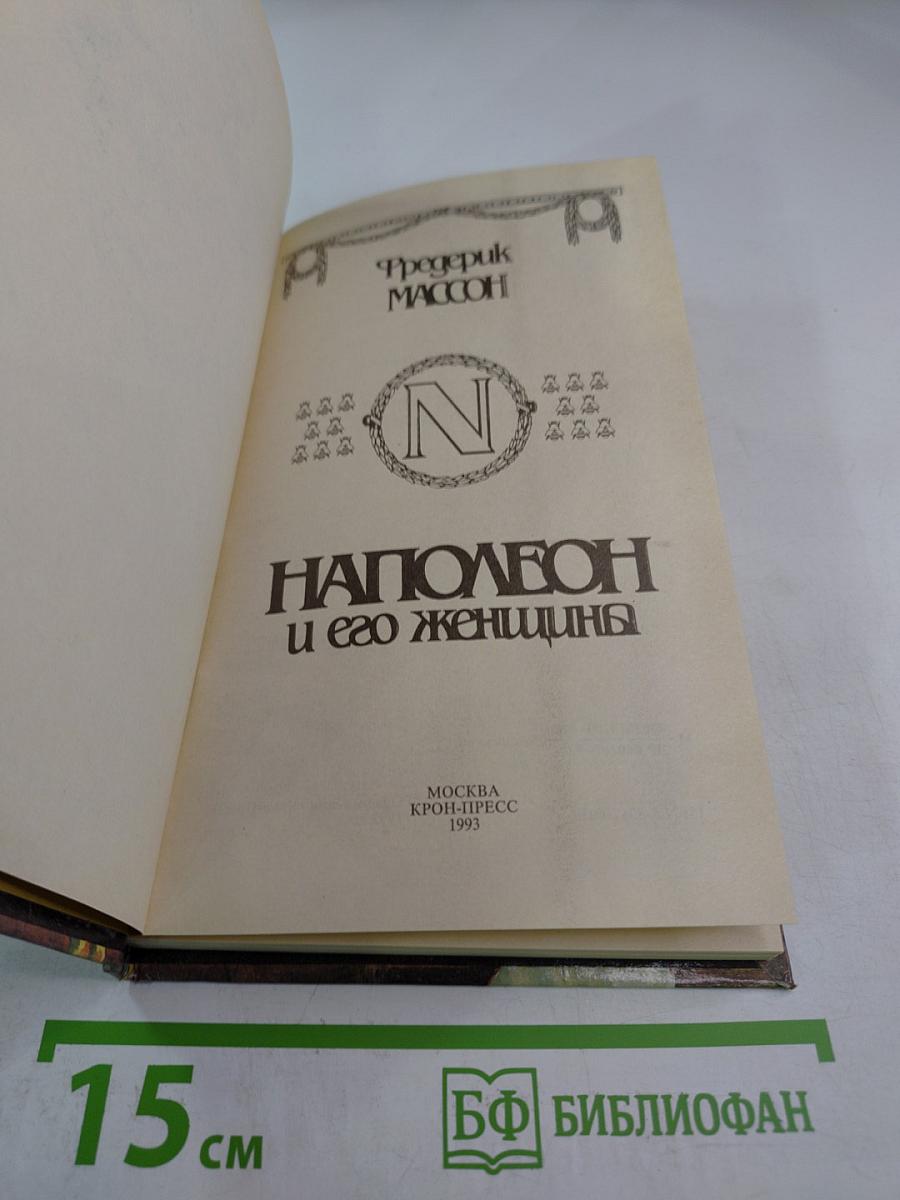 Фредерик
МАССОН
N
НАПОЛЕОН
и его женщины
МОСКВА
КРОН-ПРЕСС
1993
15 см
БФ БИБЛИОФАН